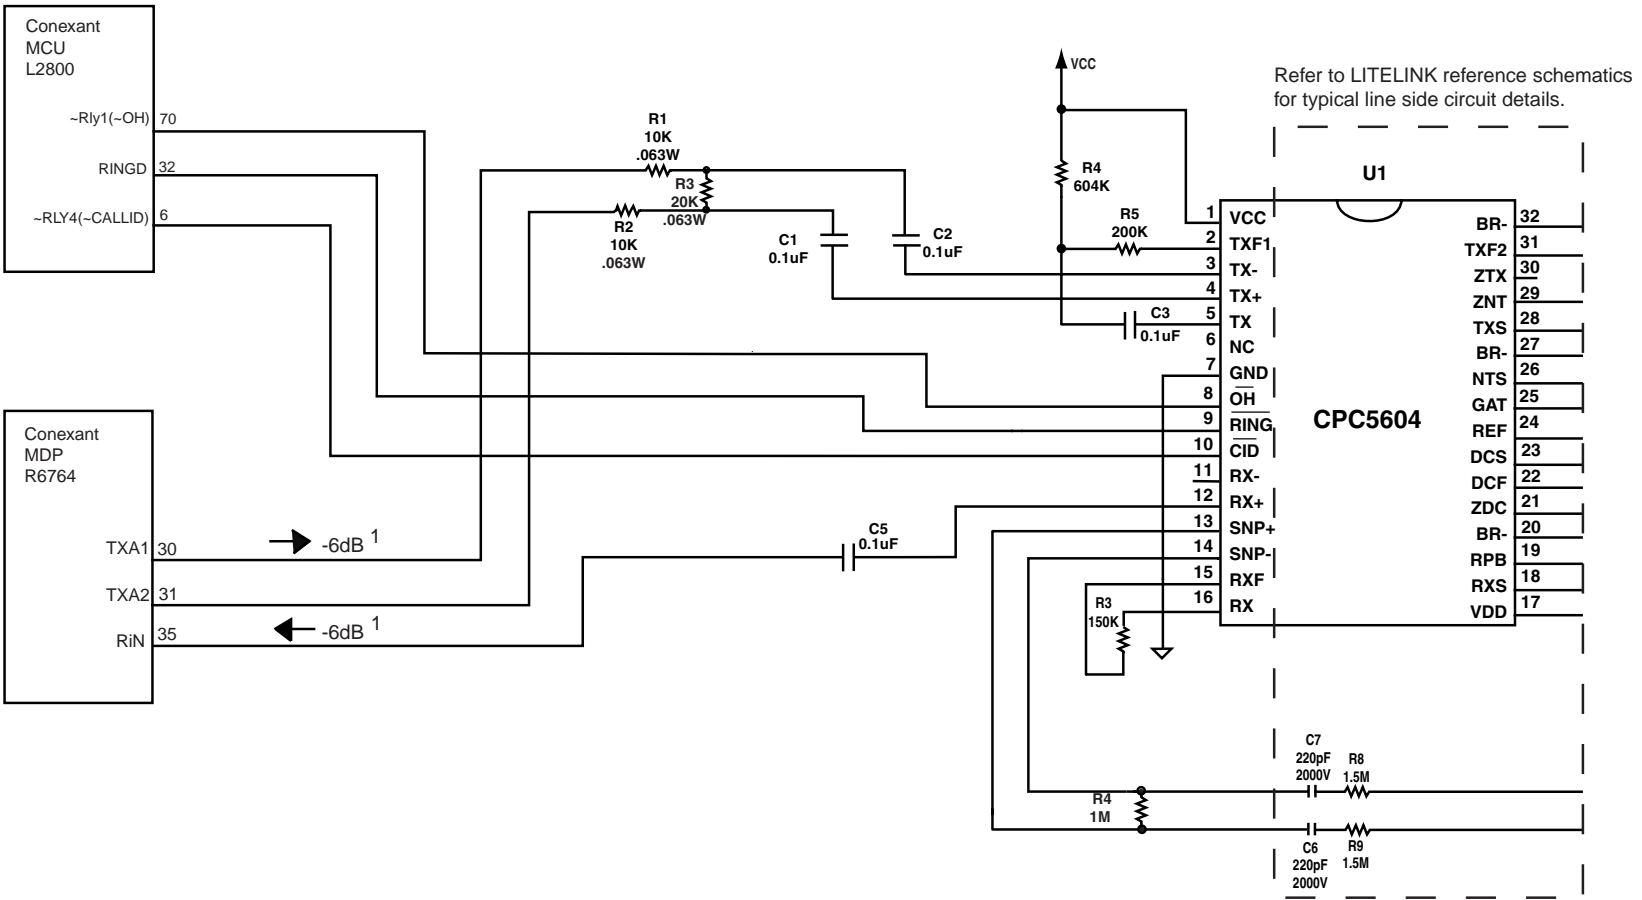 Conexant
MCU
L2800
~Rly1(~OH) 70
RINGD 32
~RLY4(~CALLID) 6
Conexant
MDP
R6764
TXA1 30
TXA2 31
RiN 35
-6dB 1
-6dB 1
R1
10K
.063W
R3
20K
.063W
R2
10K
.063W
C1
0.1uF
C2
0.1uF
VCC
R4
604K
R5
200K
C3
0.1uF
C5
0.1uF
R3
150K
R4
1M
Refer to LITELINK reference schematics
for typical line side circuit details.
U1
CPC5604
1 VCC
2 TXF1
3 TX-
4 TX+
5 TX
6 NC
7 GND
8 OH
9 RING
10 CID
11 RX-
12 RX+
13 SNP+
14 SNP-
15 RXF
16 RX
BR- 32
TXF2 31
ZTX 30
ZNT 29
TXS 28
BR- 27
NTS 26
GAT 25
REF 24
DCS 23
DCF 22
ZDC 21
BR- 20
RPB 19
RXS 18
VDD 17
C7
220pF
2000V
R8
1.5M
C6
220pF
2000V
R9
1.5M